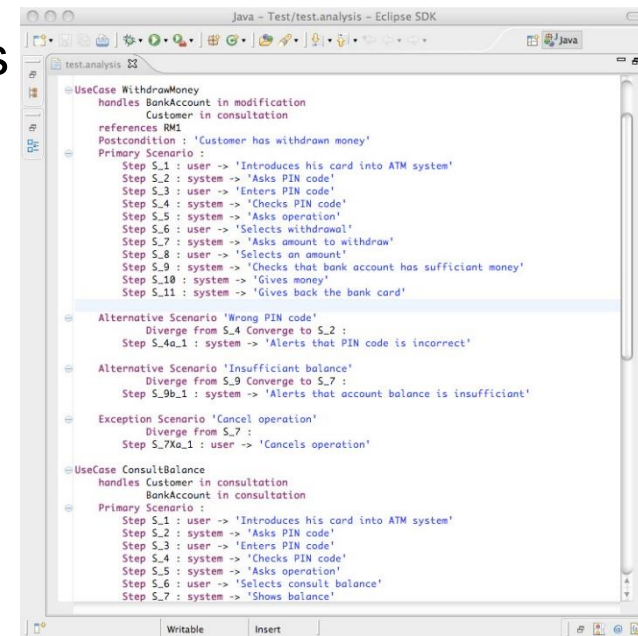 s
Java - Test/test.analysis - Eclipse SDK
Java
test.analysis
UseCase WithdrawMoney
handles BankAccount in modification
Customer in consultation
references RM1
Postcondition : 'Customer has withdrawn money'
Primary Scenario :
Step S_1 : user -> 'Introduces his card into ATM system'
Step S_2 : system -> 'Asks PIN code'
Step S_3 : user -> 'Enters PIN code'
Step S_4 : system -> 'Checks PIN code'
Step S_5 : system -> 'Asks operation'
Step S_6 : user -> 'Selects withdrawal'
Step S_7 : system -> 'Asks amount to withdraw'
Step S_8 : user -> 'Selects an amount'
Step S_9 : system -> 'Checks that bank account has sufficiant money'
Step S_10 : system -> 'Gives money'
Step S_11 : system -> 'Gives back the bank card'
Alternative Scenario 'Wrong PIN code'
Diverge from S_4 Converge to S_2 :
Step S_4a_1 : system -> 'Alerts that PIN code is incorrect'
Alternative Scenario 'Insufficiant balance'
Diverge from S_9 Converge to S_7 :
Step S_9b_1 : system -> 'Alerts that account balance is insufficiant'
Exception Scenario 'Cancel operation'
Diverge from S_7 :
Step S_7Xa_1 : user -> 'Cancels operation'
UseCase ConsultBalance
handles Customer in consultation
BankAccount in consultation
Primary Scenario :
Step S_1 : user -> 'Introduces his card into ATM system'
Step S_2 : system -> 'Asks PIN code'
Step S_3 : user -> 'Enters PIN code'
Step S_4 : system -> 'Checks PIN code'
Step S_5 : system -> 'Asks operation'
Step S_6 : user -> 'Selects consult balance'
Step S_7 : system -> 'Shows balance'
Writable Insert